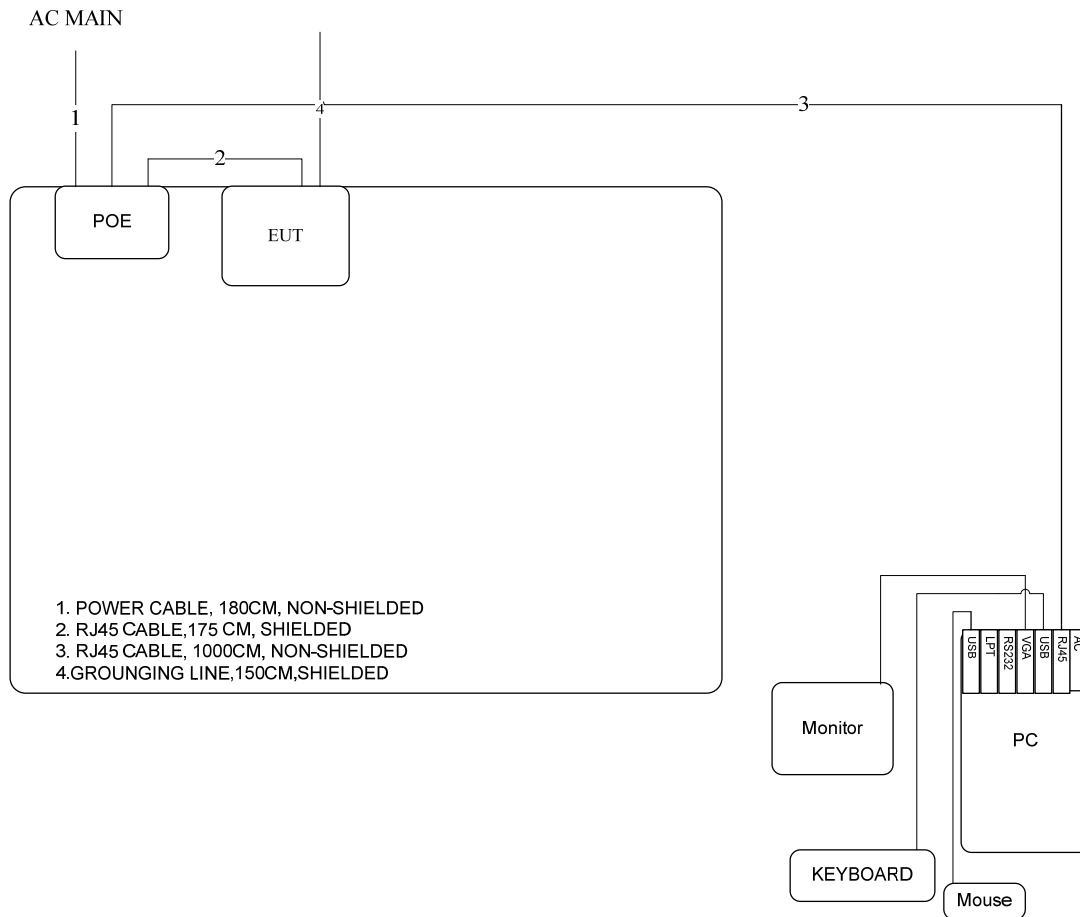 AC MAIN
1
4
3
2
POE
EUT
1. POWER CABLE, 180CM, NON-SHIELDED
2. RJ45 CABLE,175 CM, SHIELDED
3. RJ45 CABLE, 1000CM, NON-SHIELDED
4.GROUNGING LINE,150CM,SHIELDED
USB
LPT
RS232
VGA
USB
RJ45
AC
Monitor
PC
KEYBOARD
Mouse